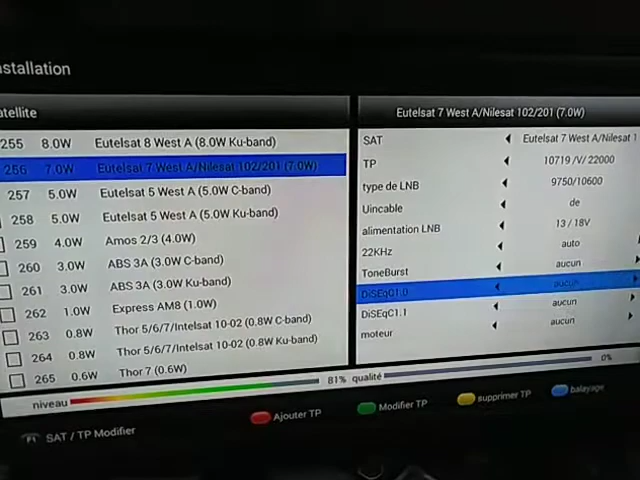 nstallation
atellite
Eutelsat 7 West A/Nilesat 102/201 (7.0W)
255 8.0W Eutelsat 8 West A (8.0W Ku-band)
256 7.0W Eutelsat 7 West A/Nilesat 102/201 (7.0W)
257 5.0W Eutelsat 5 West A (5.0W C-band)
258 5.0W Eutelsat 5 West A (5.0W Ku-band)
259 4.0W Amos 2/3 (4.0W)
260 3.0W ABS 3A (3.0W C-band)
261 3.0W ABS 3A (3.0W Ku-band)
262 1.0W Express AM8 (1.0W)
263 0.8W Thor 5/6/7/Intelsat 10-02 (0.8W C-band)
264 0.8W Thor 5/6/7/Intelsat 10-02 (0.8W Ku-band)
265 0.6W Thor 7 (0.6W)
SAT Eutelsat 7 West A/Nilesat 1
TP 10719 /V/ 22000
type de LNB 9750/10600
Uincable de
alimentation LNB 13 / 18V
22KHz auto
ToneBurst aucun
DiSEqC1.0 aucun
DiSEqC1.1 aucun
moteur aucun
niveau 81% qualité 0%
SAT / TP Modifier
Ajouter TP Modifier TP supprimer TP balayage